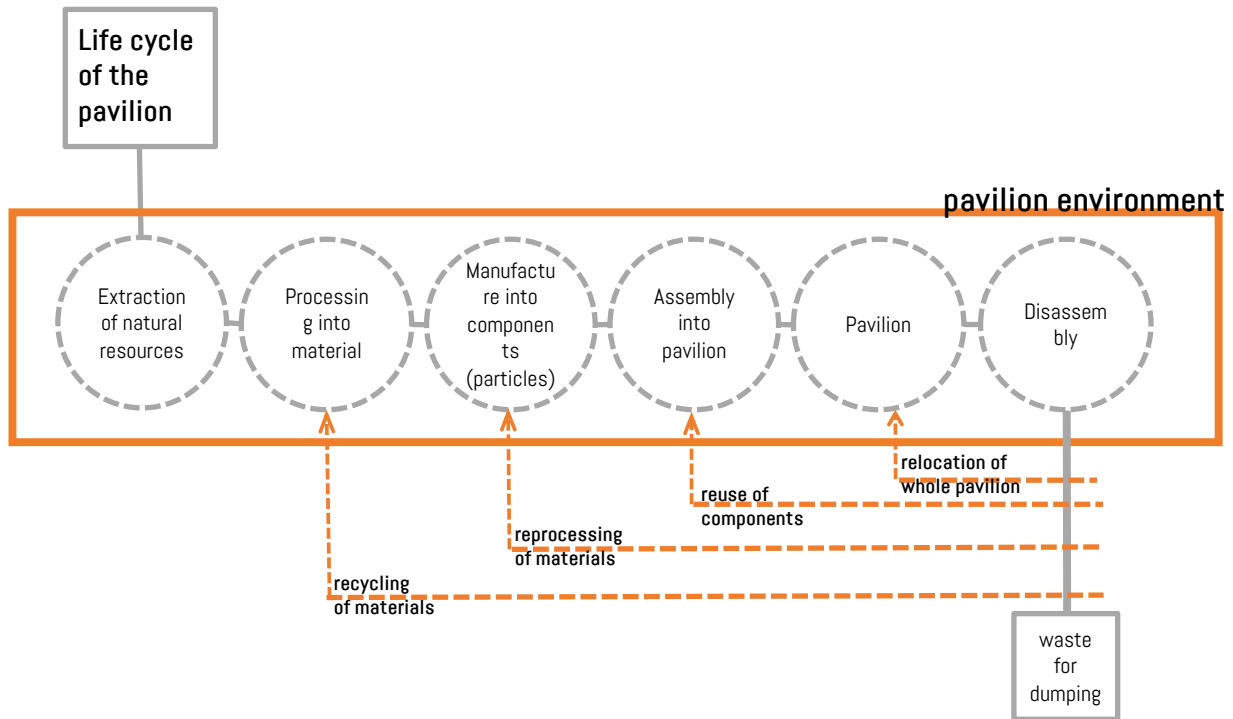 Life cycle
of the
pavilion
pavilion environment
Extraction
of natural
resources
Processin
g into
material
Manufactu
re into
componen
ts
(particles)
Assembly
into
pavilion
Pavilion
Disassem
bly
relocation of
whole pavilion
reuse of
components
reprocessing
of materials
recycling
of materials
waste
for
dumping